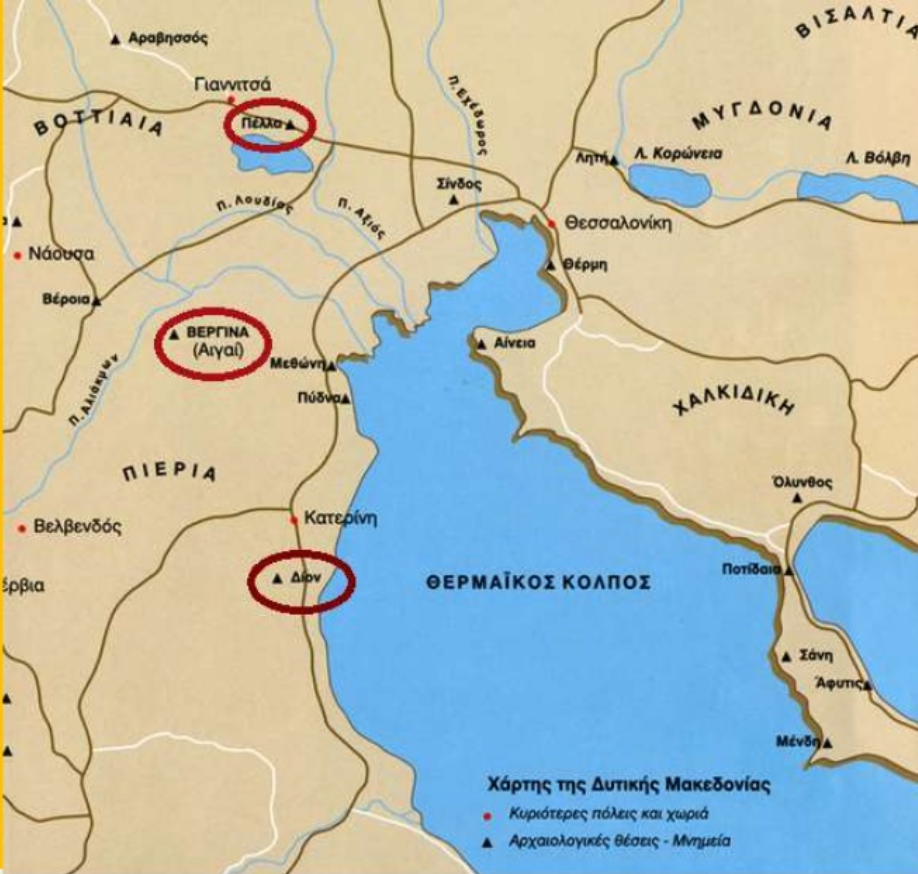 ΒΙΣΑΛΤΙΑ
Αραβησσός
Γιαννιτσά
Πέλλα
ΒΟΤΤΙΑΙΑ
Π. Εχέδωρος
ΜΥΓΔΟΝΙΑ
Λητή
Λ. Κορώνεια
Λ. Βόλβη
Σίνδος
Π. Λουδίας
Π. Αξιός
Θεσσαλονίκη
Νάουσα
Θέρμη
Βέροια
ΒΕΡΓΙΝΑ
(Αιγαί)
Αίνεια
Μεθώνη
Π. Αλιάκμων
Πύδνα
ΧΑΛΚΙΔΙΚΗ
ΠΙΕΡΙΑ
Όλυνθος
Κατερίνη
Βελβενδός
Δίον
ΘΕΡΜΑΪΚΟΣ ΚΟΛΠΟΣ
Ποτίδαια
έρβια
Σάνη
Άφυτις
Μένδη
Χάρτης της Δυτικής Μακεδονίας
Κυριότερες πόλεις και χωριά
Αρχαιολογικές θέσεις - Μνημεία